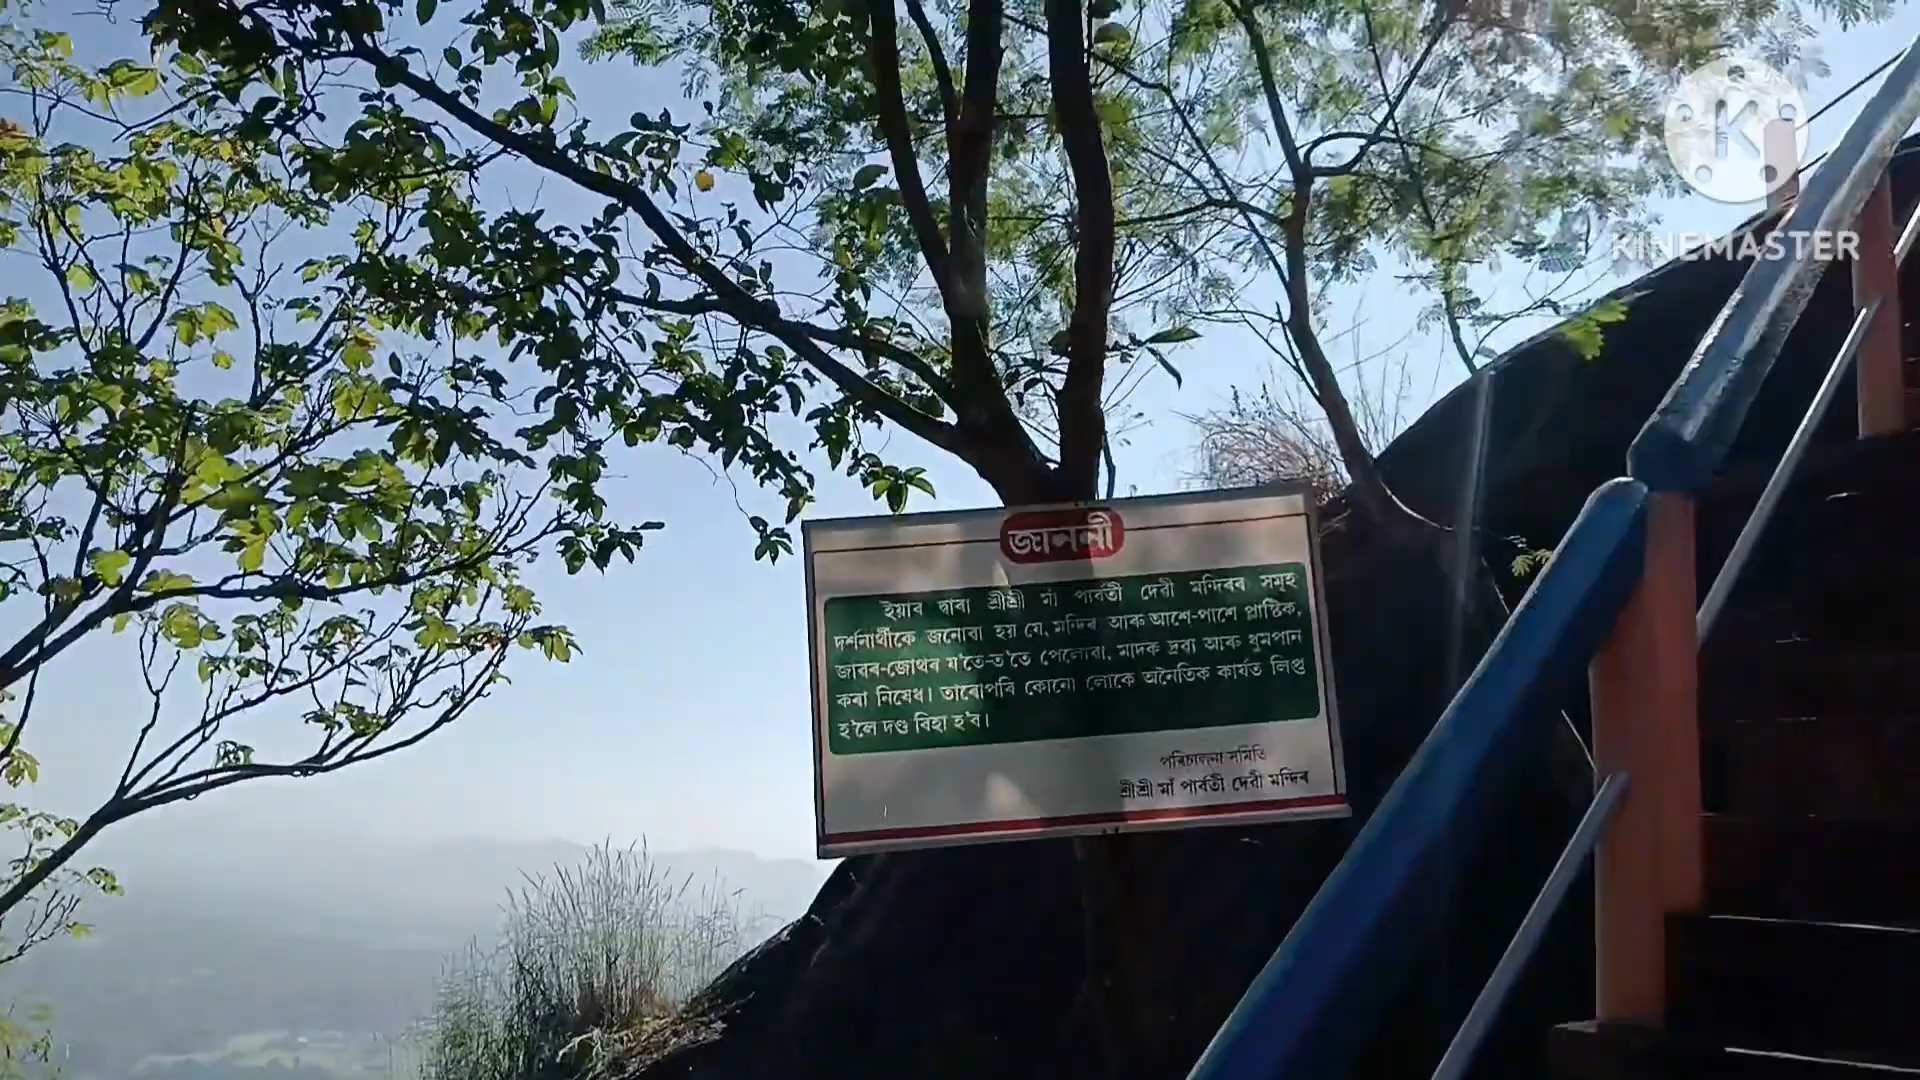 KINEMASTER
জাননী
ইয়াৰ দ্বাৰা শ্ৰীশ্ৰী মাঁ পাৰ্বতী দেৱী মন্দিৰৰ সমূহ
দৰ্শনাৰ্থীকে জনোৱা হয় যে, মন্দিৰ আৰু আশে-পাশে প্লাষ্টিক,
জাবৰ-জোথৰ য'তে-ত'তে পেলোৱা, মাদক দ্ৰব্য আৰু ধুমপান
কৰা নিষেধ। তাৰোপৰি কোনো লোকে অনৈতিক কাৰ্যত লিপ্ত
হ'লে দণ্ড বিহা হ'ব।
পৰিচালনা সমিতি
শ্ৰীশ্ৰী মাঁ পাৰ্বতী দেৱী মন্দিৰ